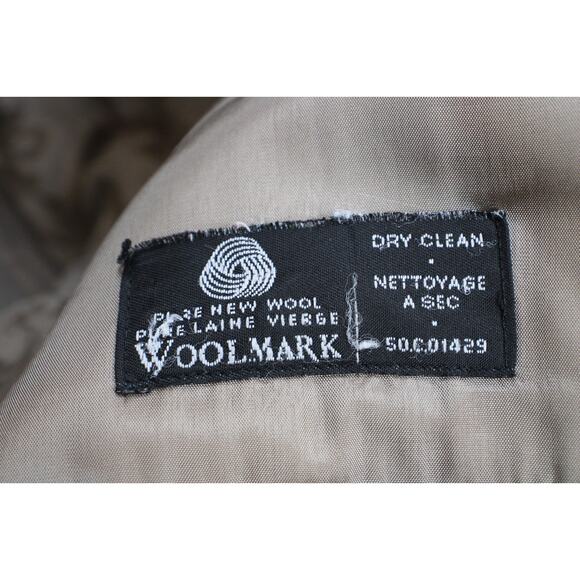 PURE NEW WOOL
PURE LAINE VIERGE
WOOLMARK
DRY CLEAN
NETTOYAGE
A SEC
50.C.01429